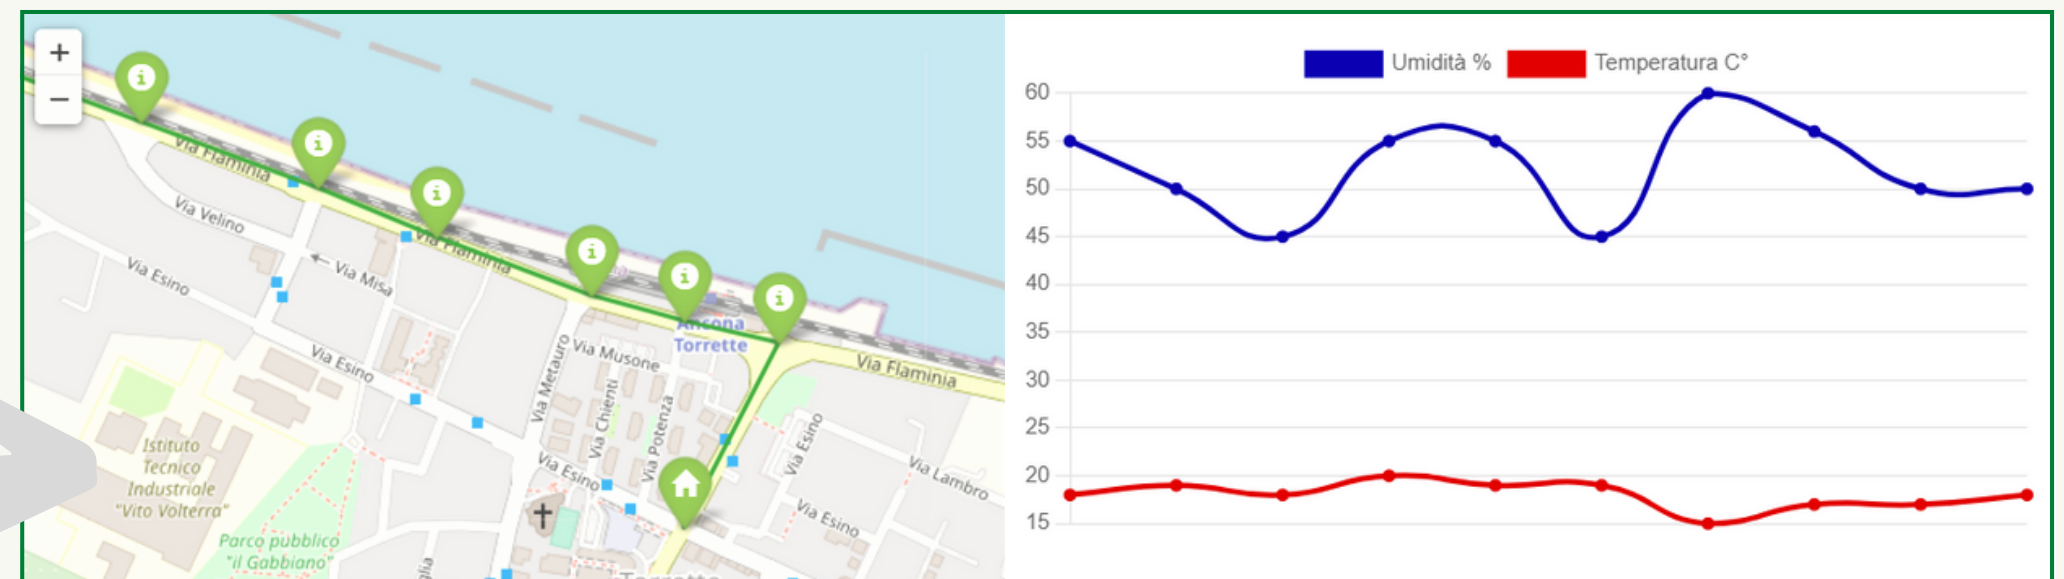 +
−
Via Flaminia
Via Velino
Via Misa
Via Esino
Via Flaminia
Via Esino
Ancona
Torrette
Via Musone
Via Metauro
Via Chienti
Via Potenza
Via Flaminia
Via Esino
Via Lambro
Via Esino
Via Esino
Istituto
Tecnico
Industriale
"Vito Volterra"
Parco pubblico
"il Gabbiano"
Torrette
Umidità %
Temperatura C°
60
55
50
45
40
35
30
25
20
15